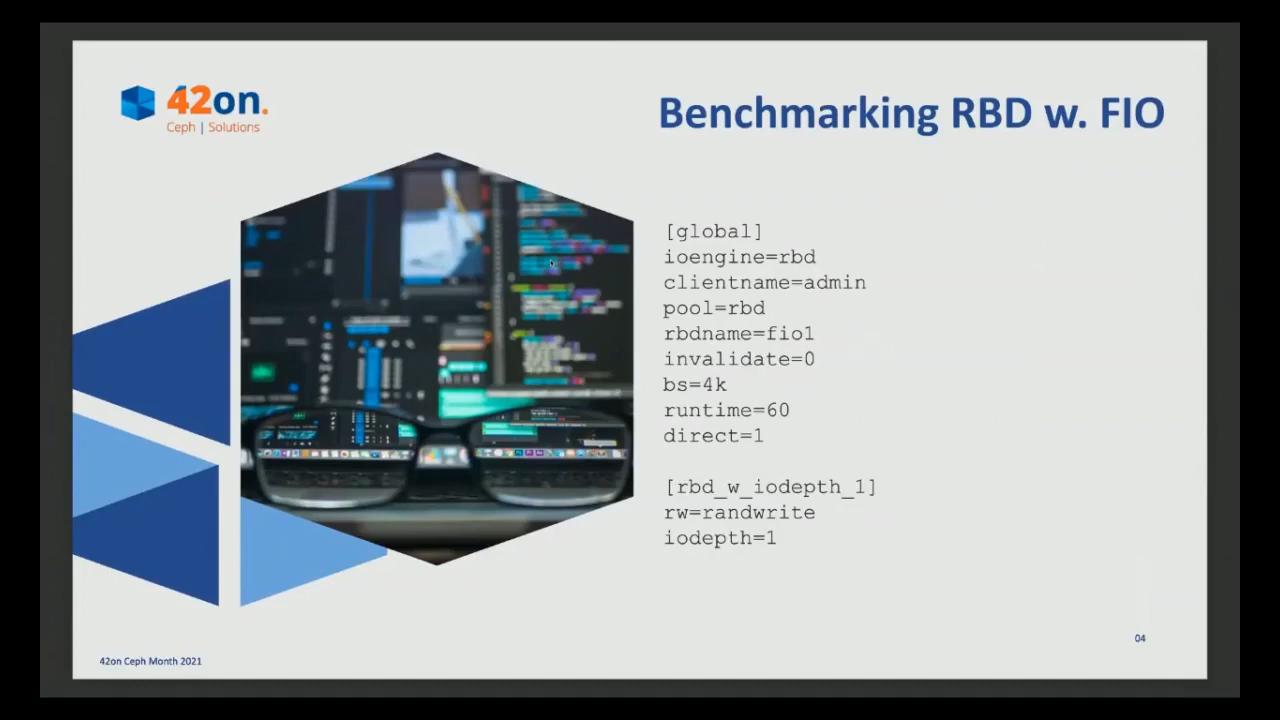 42on.
Ceph | Solutions
Benchmarking RBD w. FIO
[global]
ioengine=rbd
clientname=admin
pool=rbd
rbdname=fio1
invalidate=0
bs=4k
runtime=60
direct=1
[rbd_w_iodepth_1]
rw=randwrite
iodepth=1
04
42on Ceph Month 2021